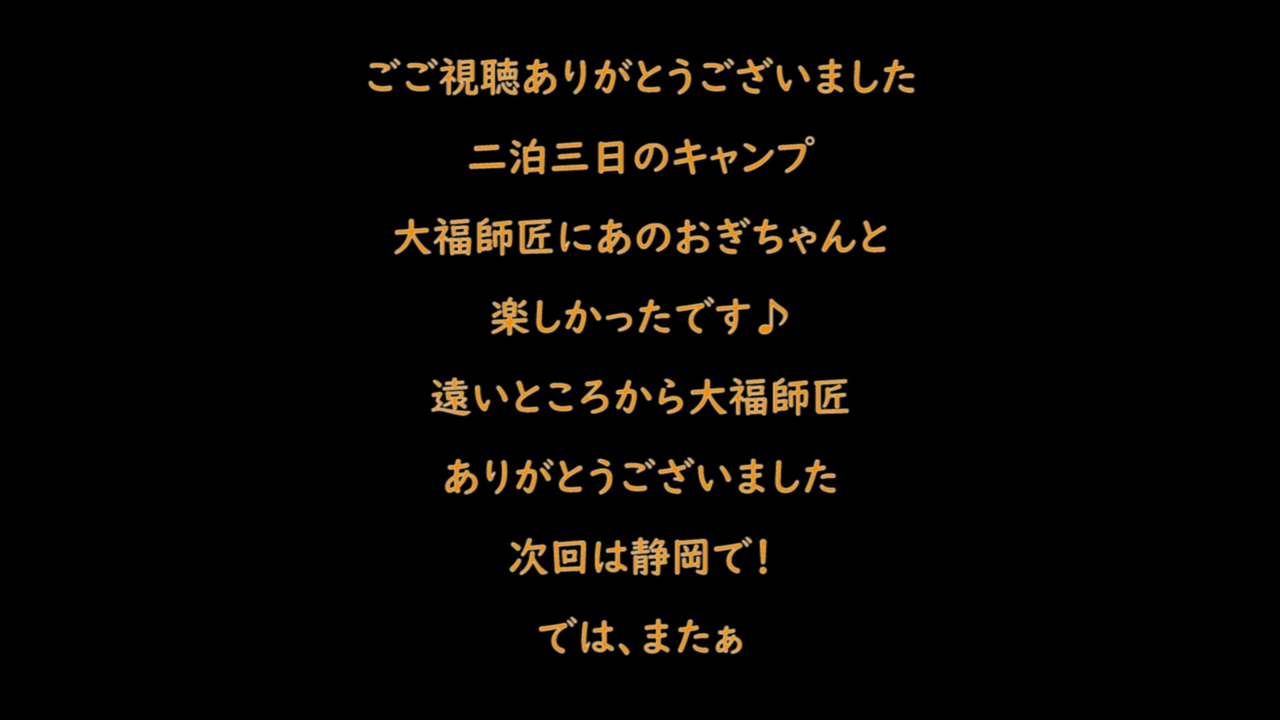 ごご視聴ありがとうございました
二泊三日のキャンプ
大福師匠にあのおぎちゃんと
楽しかったです♪
遠いところから大福師匠
ありがとうございました
次回は静岡で！
では、またぁ